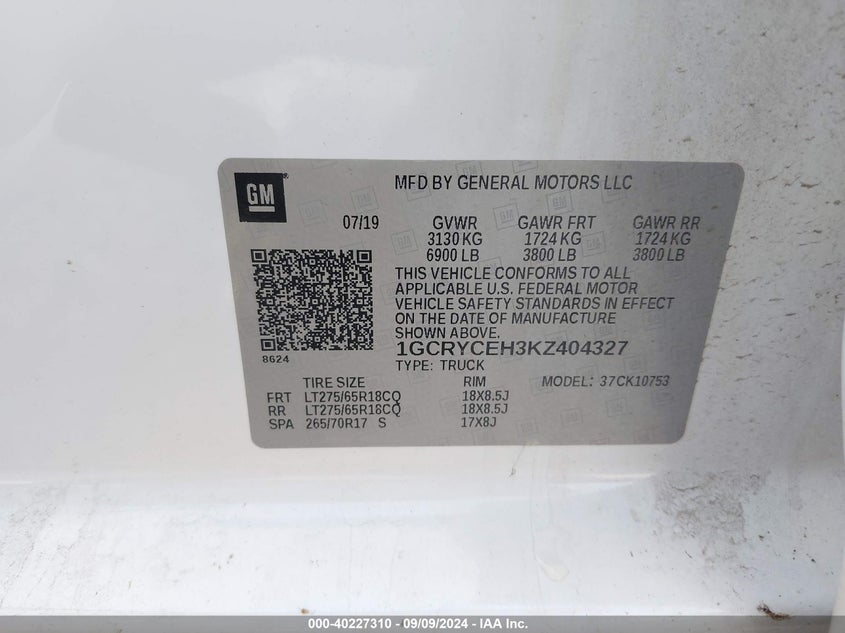 GM
MFD BY GENERAL MOTORS LLC
07/19 GVWR GAWR FRT GAWR RR
3130 KG 1724 KG 1724 KG
6900 LB 3800 LB 3800 LB
THIS VEHICLE CONFORMS TO ALL
APPLICABLE U.S. FEDERAL MOTOR
VEHICLE SAFETY STANDARDS IN EFFECT
ON THE DATE OF MANUFACTURE
SHOWN ABOVE.
8624
1GCRYCEH3KZ404327
TYPE: TRUCK
TIRE SIZE RIM MODEL: 37CK10753
FRT LT275/65R18CQ 18X8.5J
RR LT275/65R18CQ 18X8.5J
SPA 265/70R17 S 17X8J
000-40227310 - 09/09/2024 - IAA Inc.